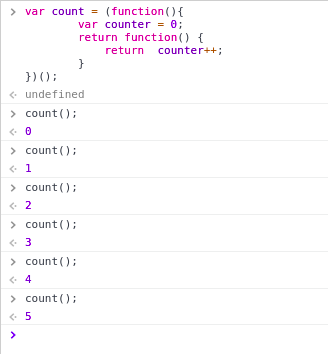 var count = (function(){
        var counter = 0;
        return function() {
            return  counter++;
        }
})();
undefined
count();
0
count();
1
count();
2
count();
3
count();
4
count();
5